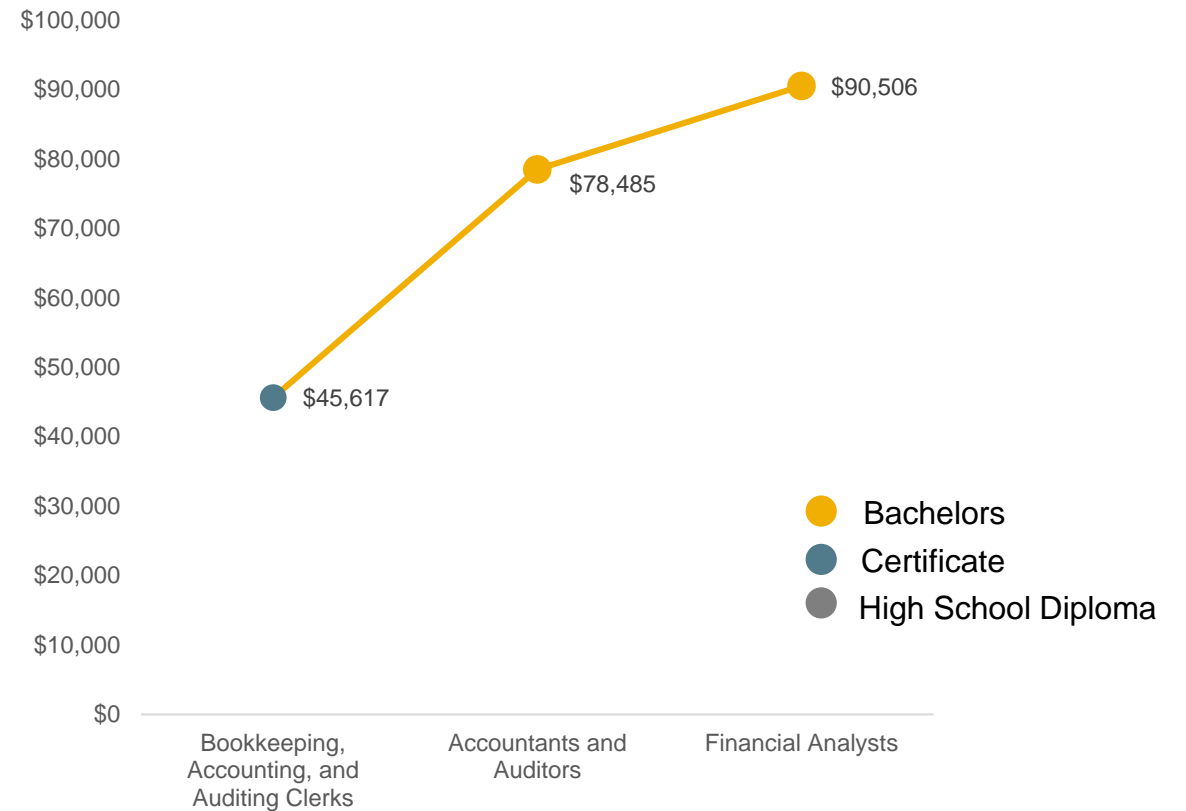 $100,000
$90,000
$80,000
$70,000
$60,000
$50,000
$40,000
$30,000
$20,000
$10,000
$0
$90,506
$78,485
$45,617
Bachelors
Certificate
High School Diploma
Bookkeeping,
Accounting, and
Auditing Clerks
Accountants and
Auditors
Financial Analysts